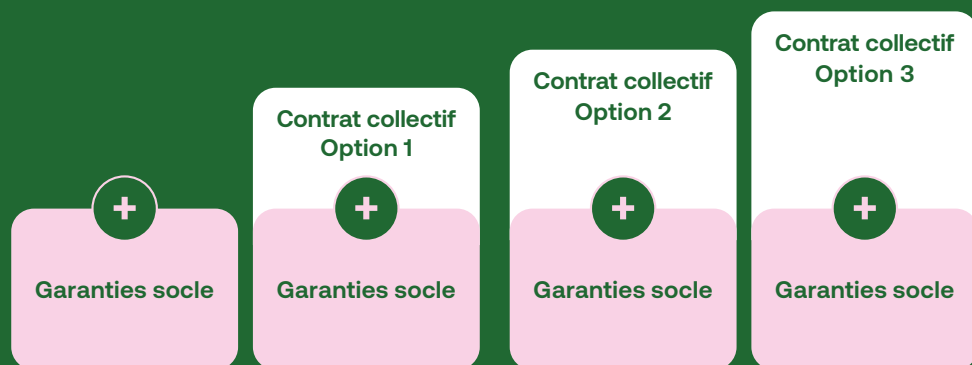 Contrat collectif
Option 3
Contrat collectif
Option 2
Contrat collectif
Option 1
+
+
+
+
Garanties socle
Garanties socle
Garanties socle
Garanties socle